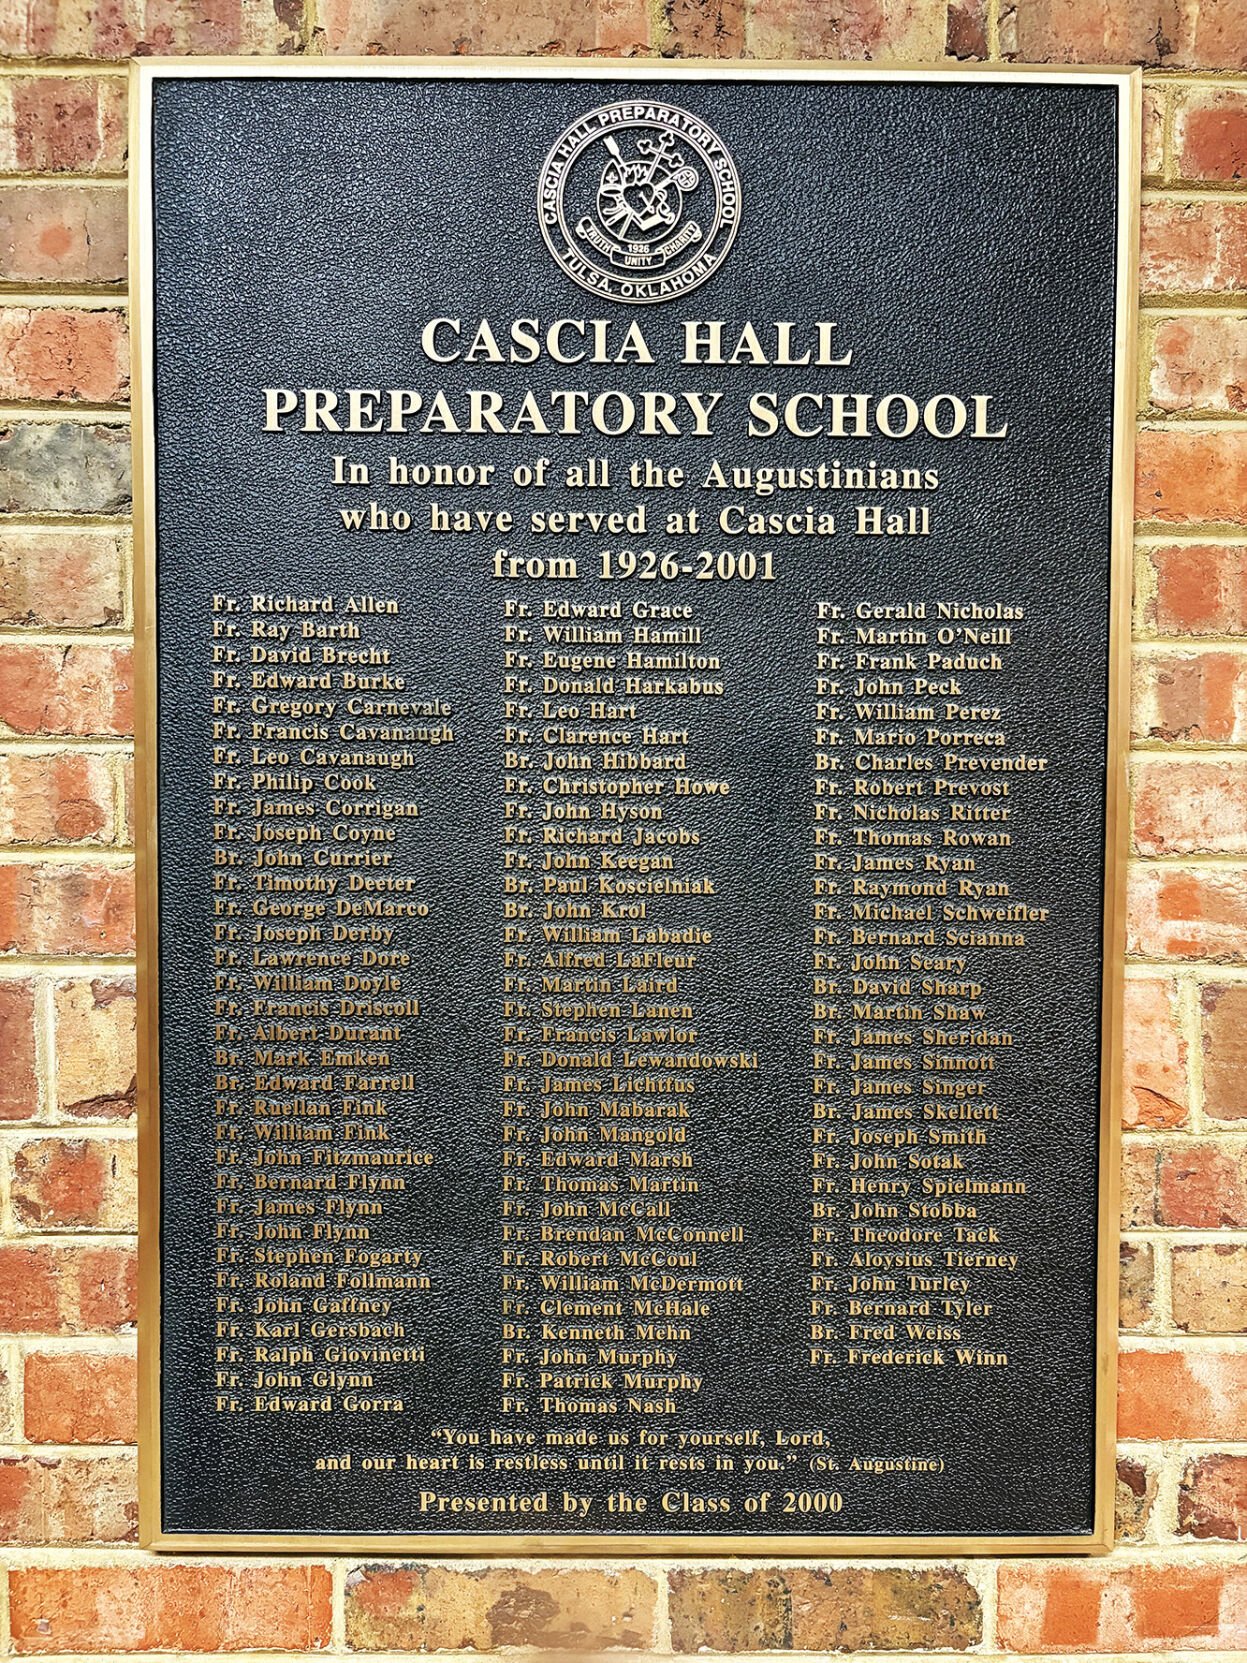 CASCIA HALL PREPARATORY SCHOOL
TULSA, OKLAHOMA
TRUTH
1926
UNITY
CHARITY
CASCIA HALL
PREPARATORY SCHOOL
In honor of all the Augustinians
who have served at Cascia Hall
from 1926-2001
Fr. Richard Allen
Fr. Ray Barth
Fr. David Brecht
Fr. Edward Burke
Fr. Gregory Carnevale
Fr. Francis Cavanaugh
Fr. Leo Cavanaugh
Fr. Philip Cook
Fr. James Corrigan
Fr. Joseph Coyne
Br. John Currier
Fr. Timothy Deeter
Fr. George DeMarco
Fr. Joseph Derby
Fr. Lawrence Dore
Fr. William Doyle
Fr. Francis Driscoll
Fr. Albert Durant
Br. Mark Emken
Br. Edward Farrell
Fr. Ruellan Fink
Fr. William Fink
Fr. John Fitzmaurice
Fr. Bernard Flynn
Fr. James Flynn
Fr. John Flynn
Fr. Stephen Fogarty
Fr. Roland Follmann
Fr. John Gaffney
Fr. Karl Gersbach
Fr. Ralph Giovinetti
Fr. John Glynn
Fr. Edward Gorra
Fr. Edward Grace
Fr. William Hamill
Fr. Eugene Hamilton
Fr. Donald Harkabus
Fr. Leo Hart
Fr. Clarence Hart
Br. John Hibbard
Fr. Christopher Howe
Fr. John Hyson
Fr. Richard Jacobs
Fr. John Keegan
Br. Paul Koscielniak
Br. John Krol
Fr. William Labadie
Fr. Alfred LaFleur
Fr. Martin Laird
Fr. Stephen Lanen
Fr. Francis Lawlor
Fr. Donald Lewandowski
Fr. James Lichtfus
Fr. John Mabarak
Fr. John Mangold
Fr. Edward Marsh
Fr. Thomas Martin
Fr. John McCall
Fr. Brendan McConnell
Fr. Robert McCoul
Fr. William McDermott
Fr. Clement McHale
Br. Kenneth Mehn
Fr. John Murphy
Fr. Patrick Murphy
Fr. Thomas Nash
Fr. Gerald Nicholas
Fr. Martin O'Neill
Fr. Frank Paduch
Fr. John Peck
Fr. William Perez
Fr. Mario Porreca
Br. Charles Prevender
Fr. Robert Prevost
Fr. Nicholas Ritter
Fr. Thomas Rowan
Fr. James Ryan
Fr. Raymond Ryan
Fr. Michael Schweifler
Fr. Bernard Scianna
Fr. John Seary
Br. David Sharp
Br. Martin Shaw
Fr. James Sheridan
Fr. James Sinnott
Fr. James Singer
Br. James Skellett
Fr. Joseph Smith
Fr. John Sotak
Fr. Henry Spielmann
Br. John Stobba
Fr. Theodore Tack
Fr. Aloysius Tierney
Fr. John Turley
Fr. Bernard Tyler
Br. Fred Weiss
Fr. Frederick Winn
"You have made us for yourself, Lord,
and our heart is restless until it rests in you." (St. Augustine)
Presented by the Class of 2000